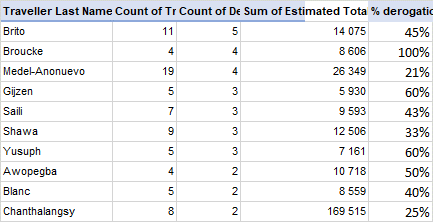 Traveller Last Name Count of Tr Count of De Sum of Estimated Tota % derogatio
Brito 11 5 14 075 45%
Broucke 4 4 8 606 100%
Medel-Anonuevo 19 4 26 349 21%
Gijzen 5 3 5 930 60%
Saili 7 3 9 593 43%
Shawa 9 3 12 506 33%
Yusuph 5 3 7 161 60%
Awopegba 4 2 10 718 50%
Blanc 5 2 8 559 40%
Chanthalangsy 8 2 169 515 25%